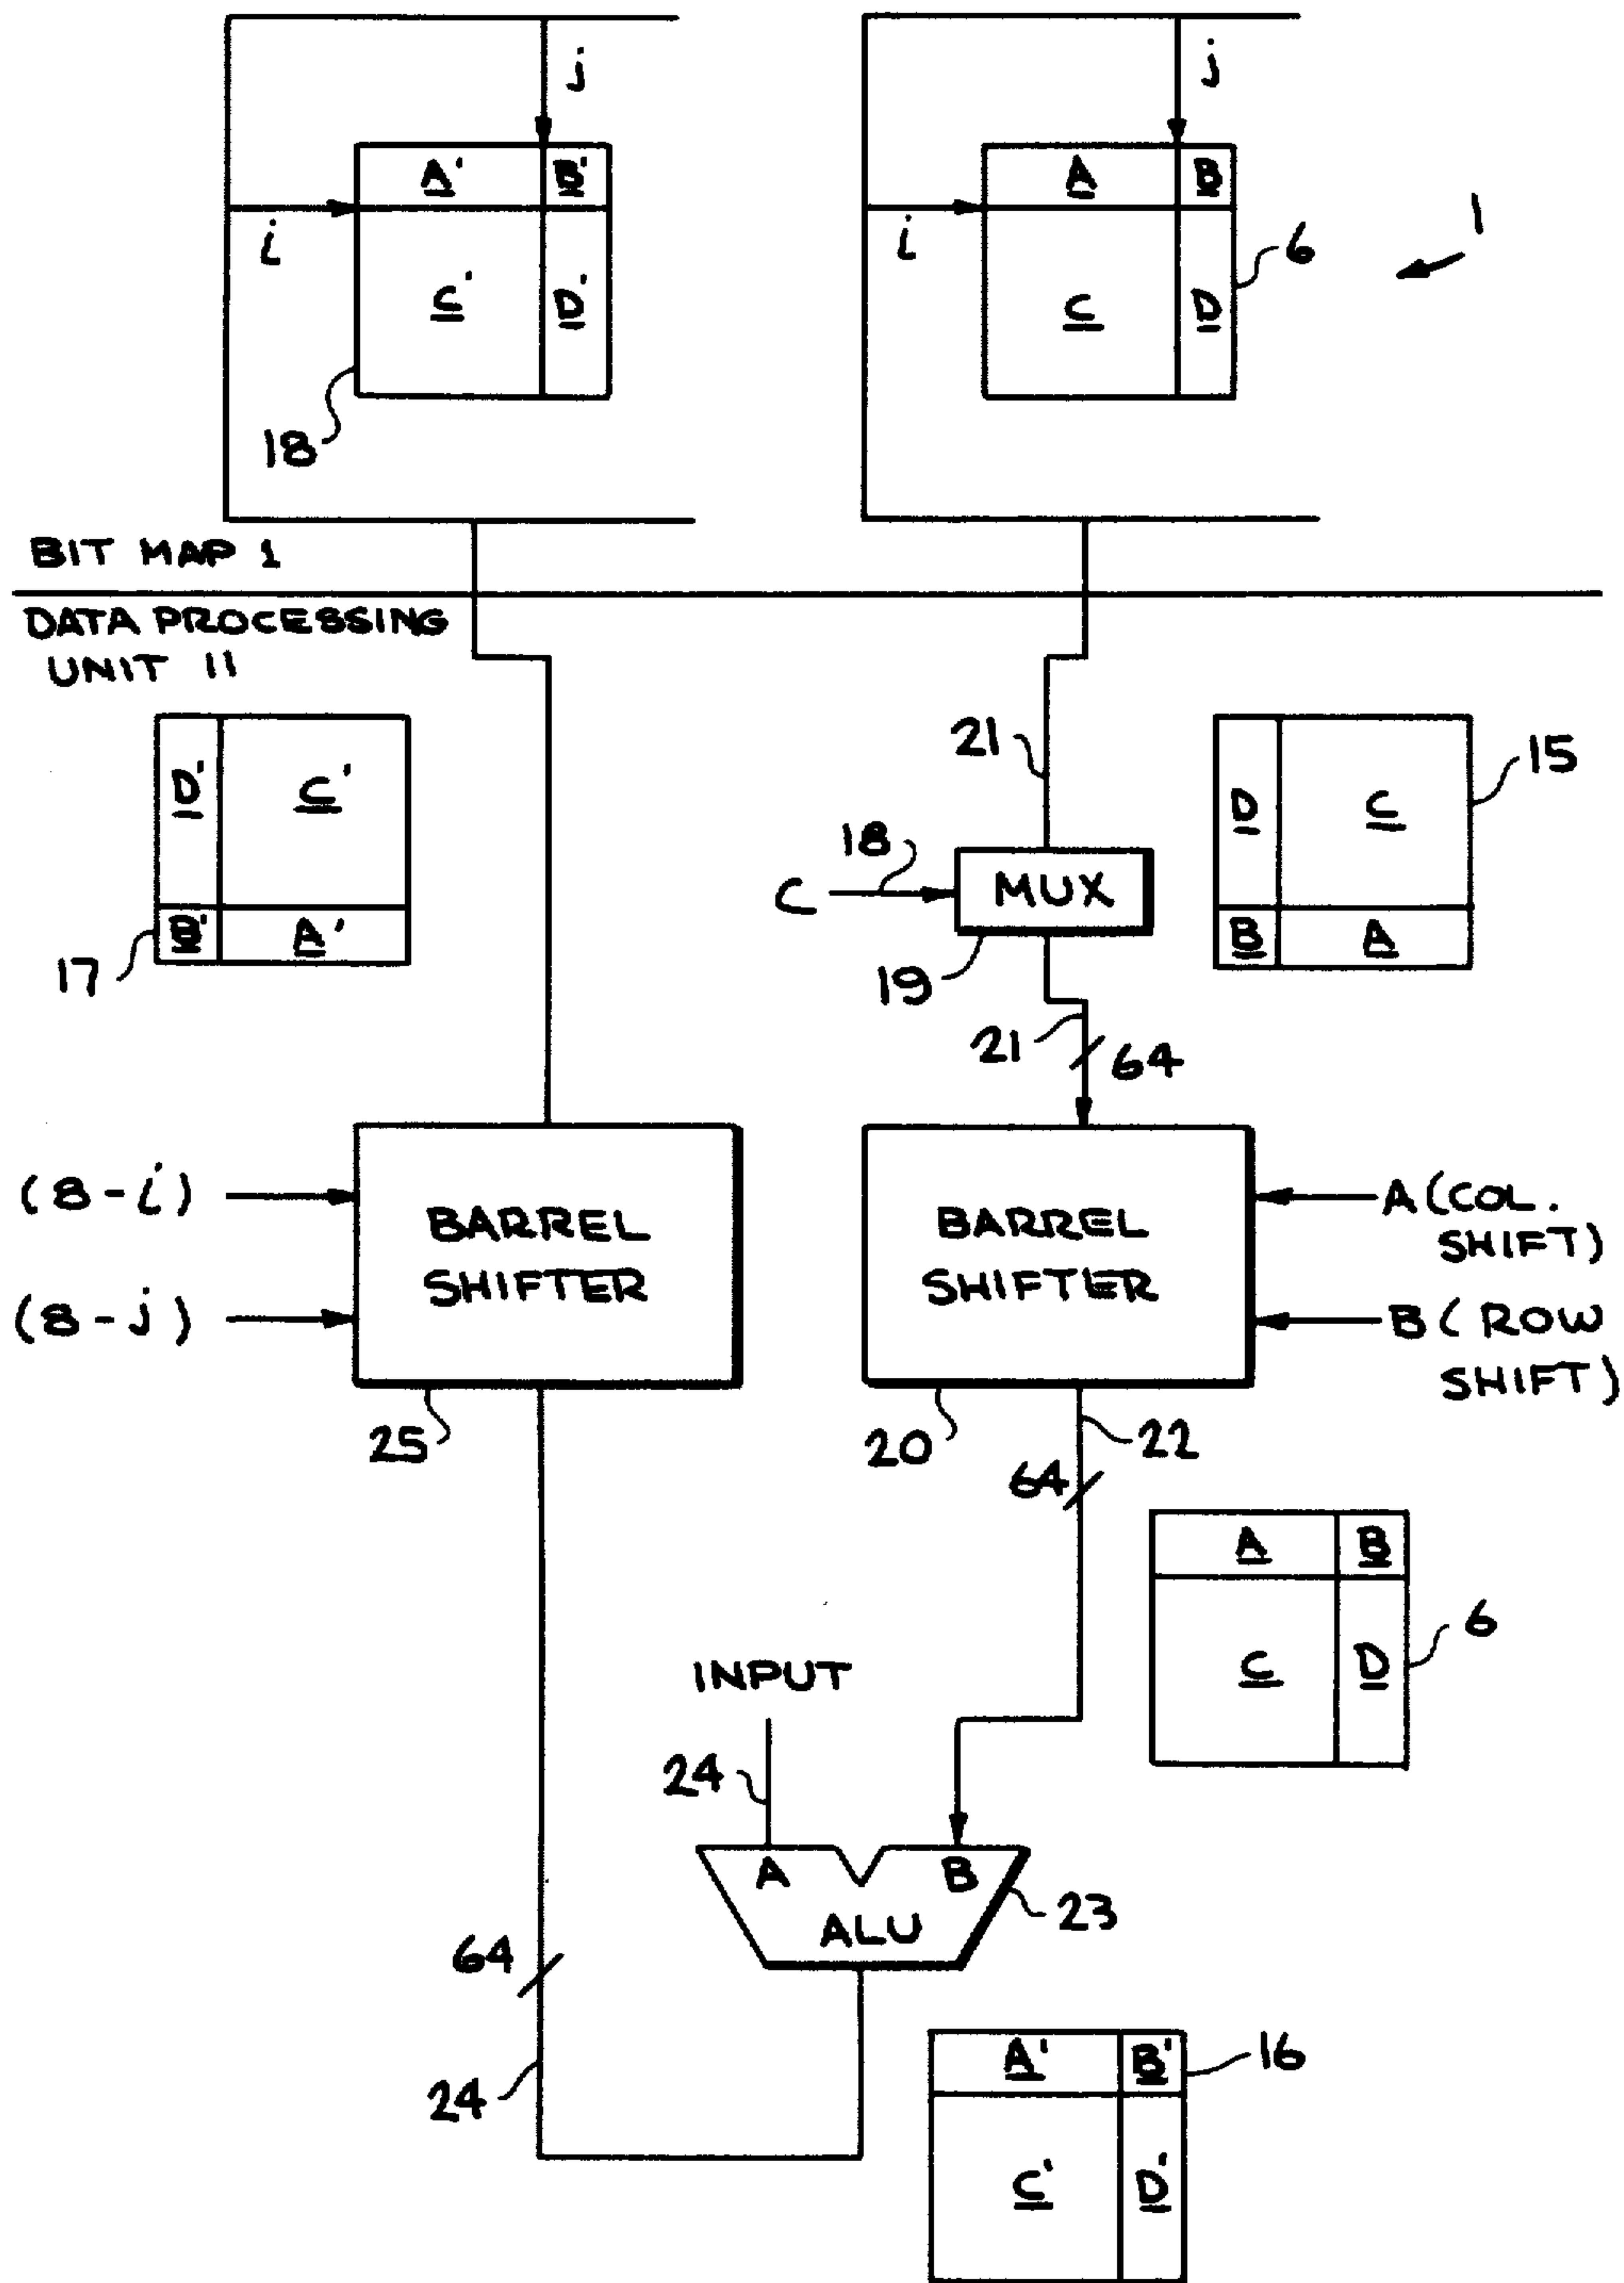 j
j
A' B'
A B
1
i
i
6
C' D'
C D
18
BIT MAP 1
DATA PROCESSING
UNIT 11
21
15
D' C'
D C
18
C
MUX
B' A'
B A
17
19
21
64
(8-i)
BARREL
SHIFTER
BARREL
SHIFTER
A (COL.
SHIFT)
(8-j)
B (ROW
SHIFT)
25
20
22
64
A B
6
C D
INPUT
24
A B
ALU
23
64
A' B'
16
24
C' D'